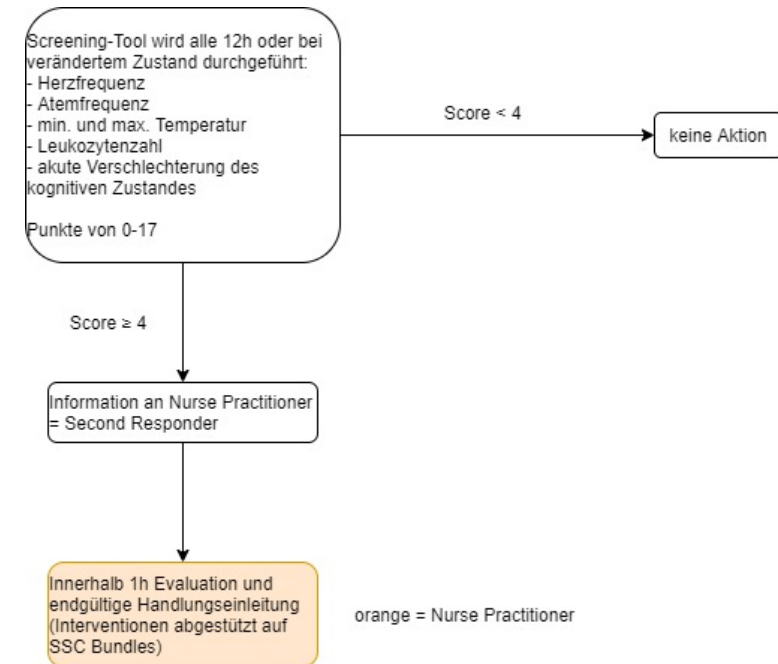 Screening-Tool wird alle 12h oder bei
verändertem Zustand durchgeführt:
- Herzfrequenz
- Atemfrequenz
- min. und max. Temperatur
- Leukozytenzahl
- akute Verschlechterung des
kognitiven Zustandes
Punkte von 0-17
Score < 4
keine Aktion
Score ≥ 4
Information an Nurse Practitioner
= Second Responder
Innerhalb 1h Evaluation und
endgültige Handlungseinleitung
(Interventionen abgestützt auf
SSC Bundles)
orange = Nurse Practitioner